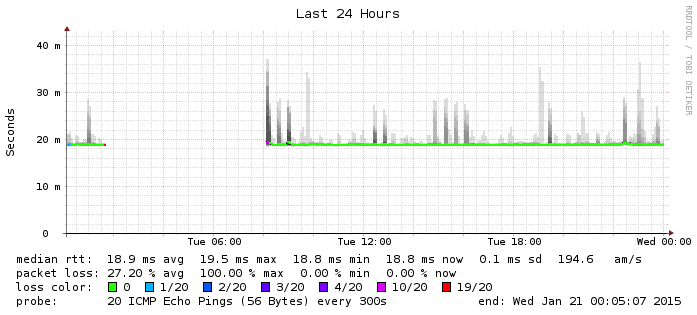 Last 24 Hours
RRDTOOL / TOBI OETIKER
Seconds
40 m
30 m
20 m
10 m
0
Tue 06:00 Tue 12:00 Tue 18:00 Wed 00:00
median rtt: 18.9 ms avg 19.5 ms max 18.8 ms min 18.8 ms now 0.1 ms sd 194.6 am/s
packet loss: 27.20 % avg 100.00 % max 0.00 % min 0.00 % now
loss color: 0 1/20 2/20 3/20 4/20 10/20 19/20
probe: 20 ICMP Echo Pings (56 Bytes) every 300s end: Wed Jan 21 00:05:07 2015